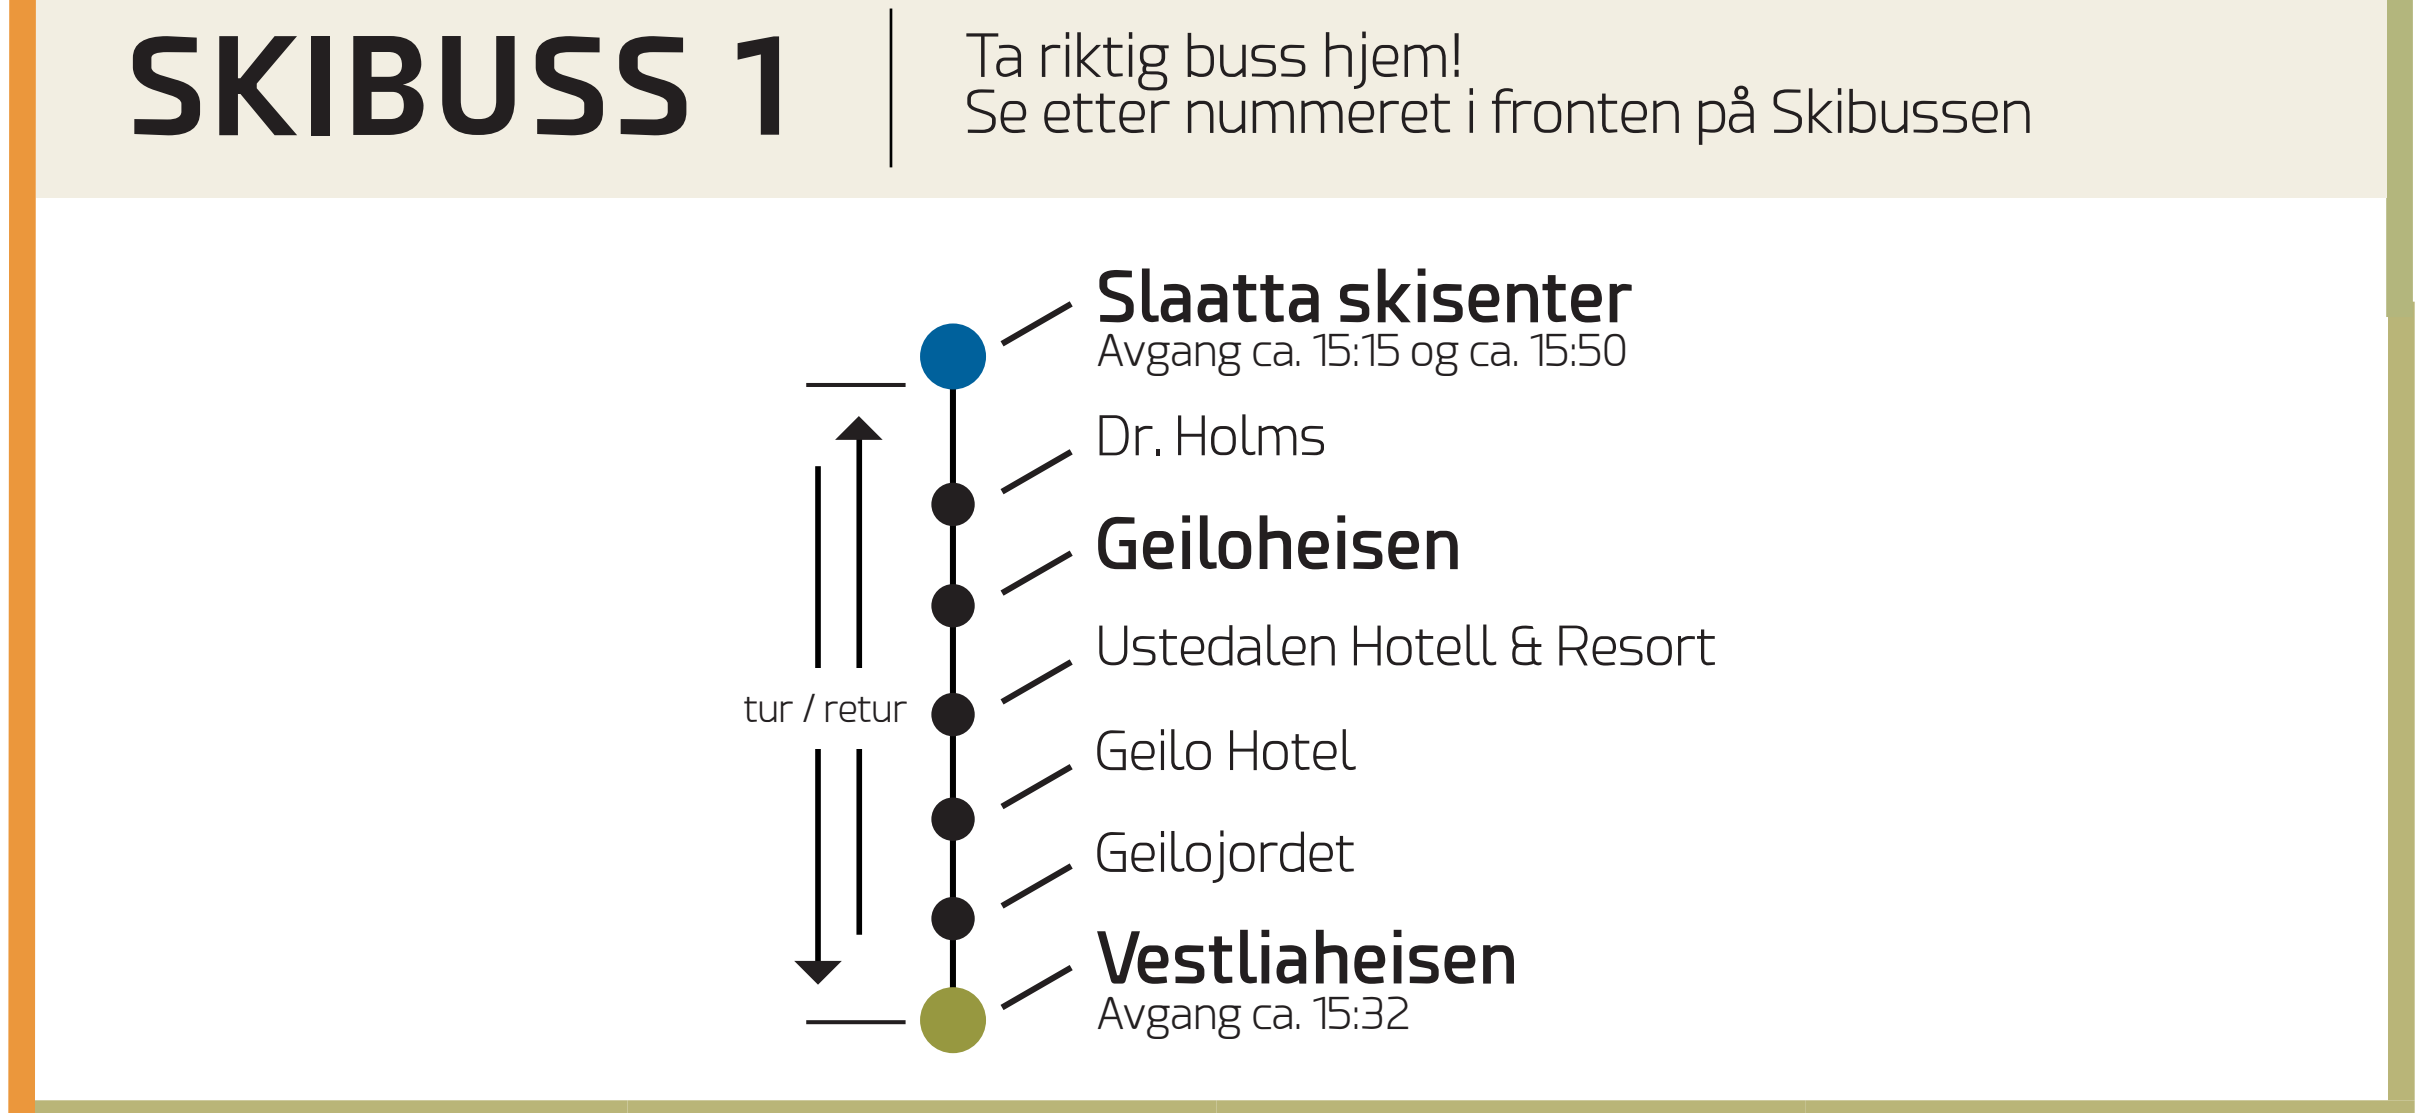 SKIBUSS 1
Ta riktig buss hjem!
Se etter nummeret i fronten på Skibussen
Slaatta skisenter
Avgang ca. 15:15 og ca. 15:50
Dr. Holms
Geiloheisen
Ustedalen Hotell & Resort
tur / retur
Geilo Hotel
Geilojordet
Vestliaheisen
Avgang ca. 15:32